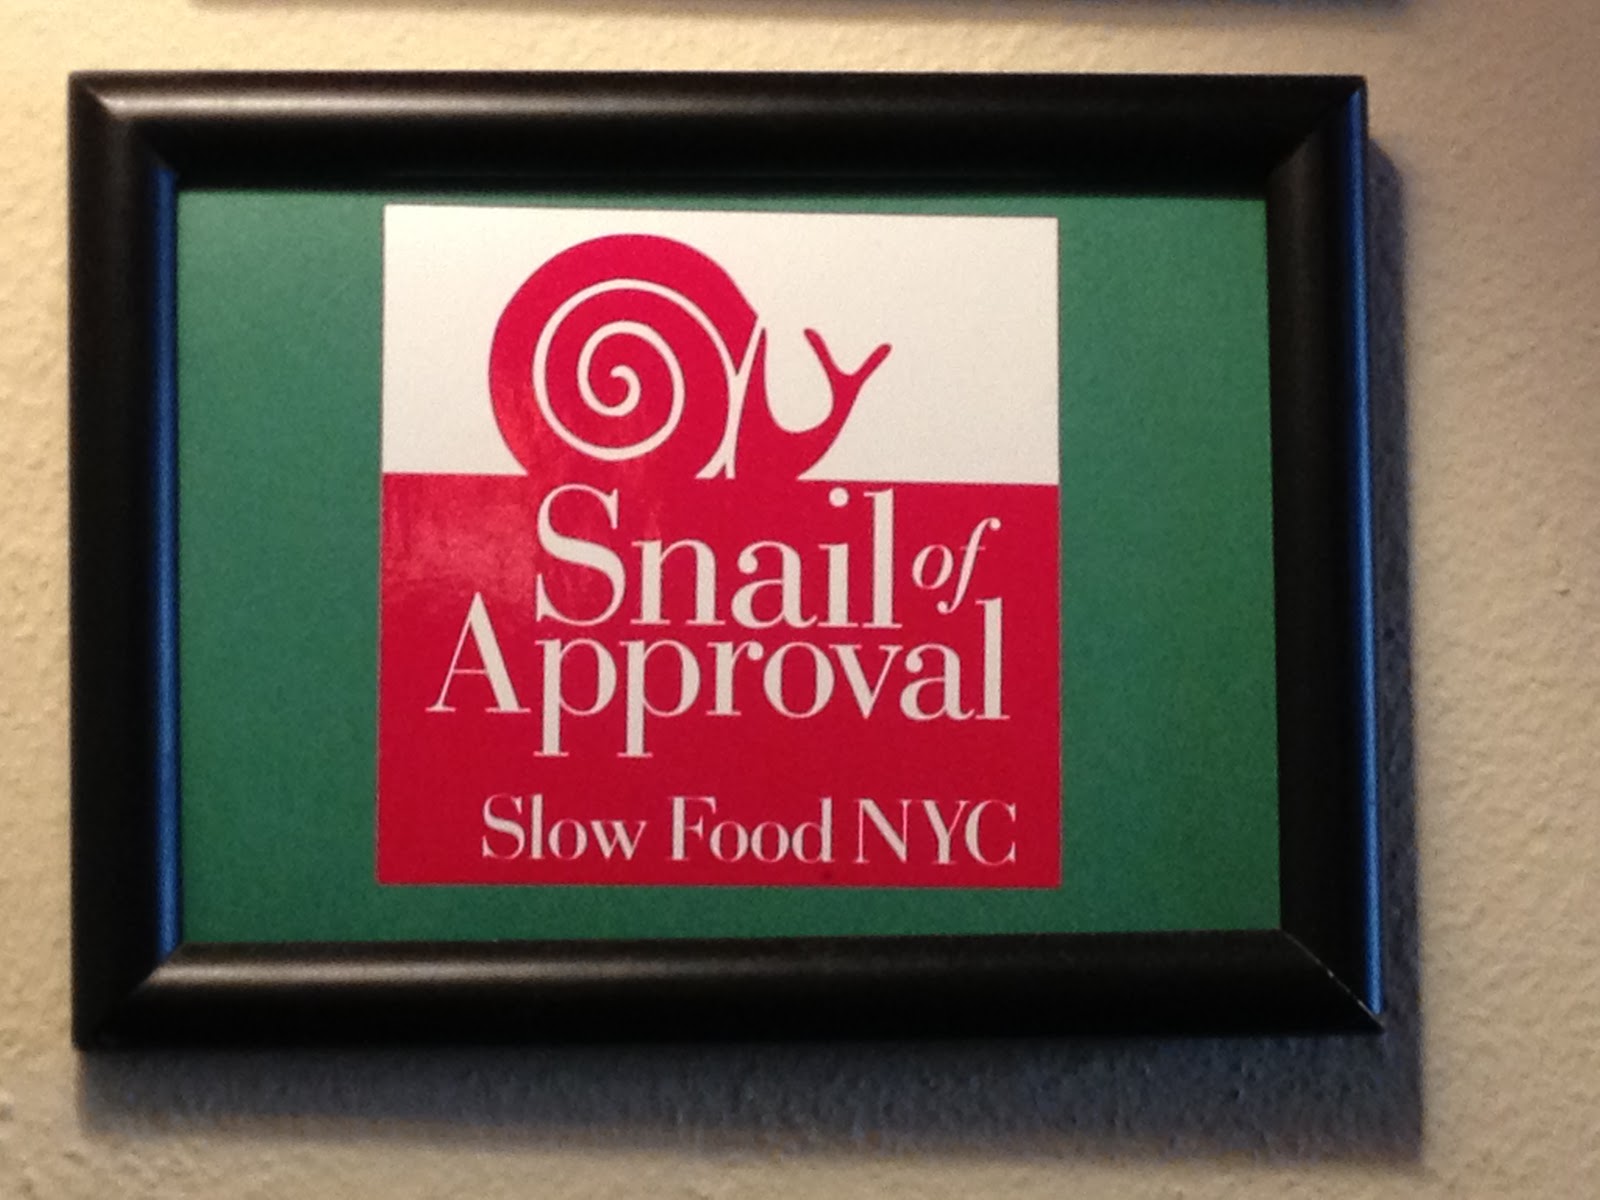 Snail of
Approval
Slow Food NYC